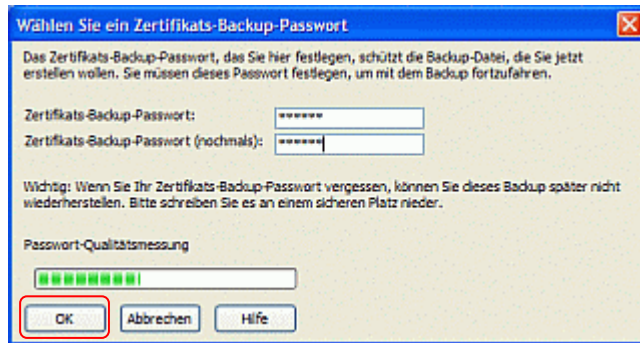 Wählen Sie ein Zertifikats-Backup-Passwort
Das Zertifikats-Backup-Passwort, das Sie hier festlegen, schützt die Backup-Datei, die Sie jetzt
erstellen wollen. Sie müssen dieses Passwort festlegen, um mit dem Backup fortzufahren.
Zertifikats-Backup-Passwort: ******
Zertifikats-Backup-Passwort (nochmals): ******
Wichtig: Wenn Sie Ihr Zertifikats-Backup-Passwort vergessen, können Sie dieses Backup später nicht
wiederherstellen. Bitte schreiben Sie es an einem sicheren Platz nieder.
Passwort-Qualitätsmessung
OK Abbrechen Hilfe